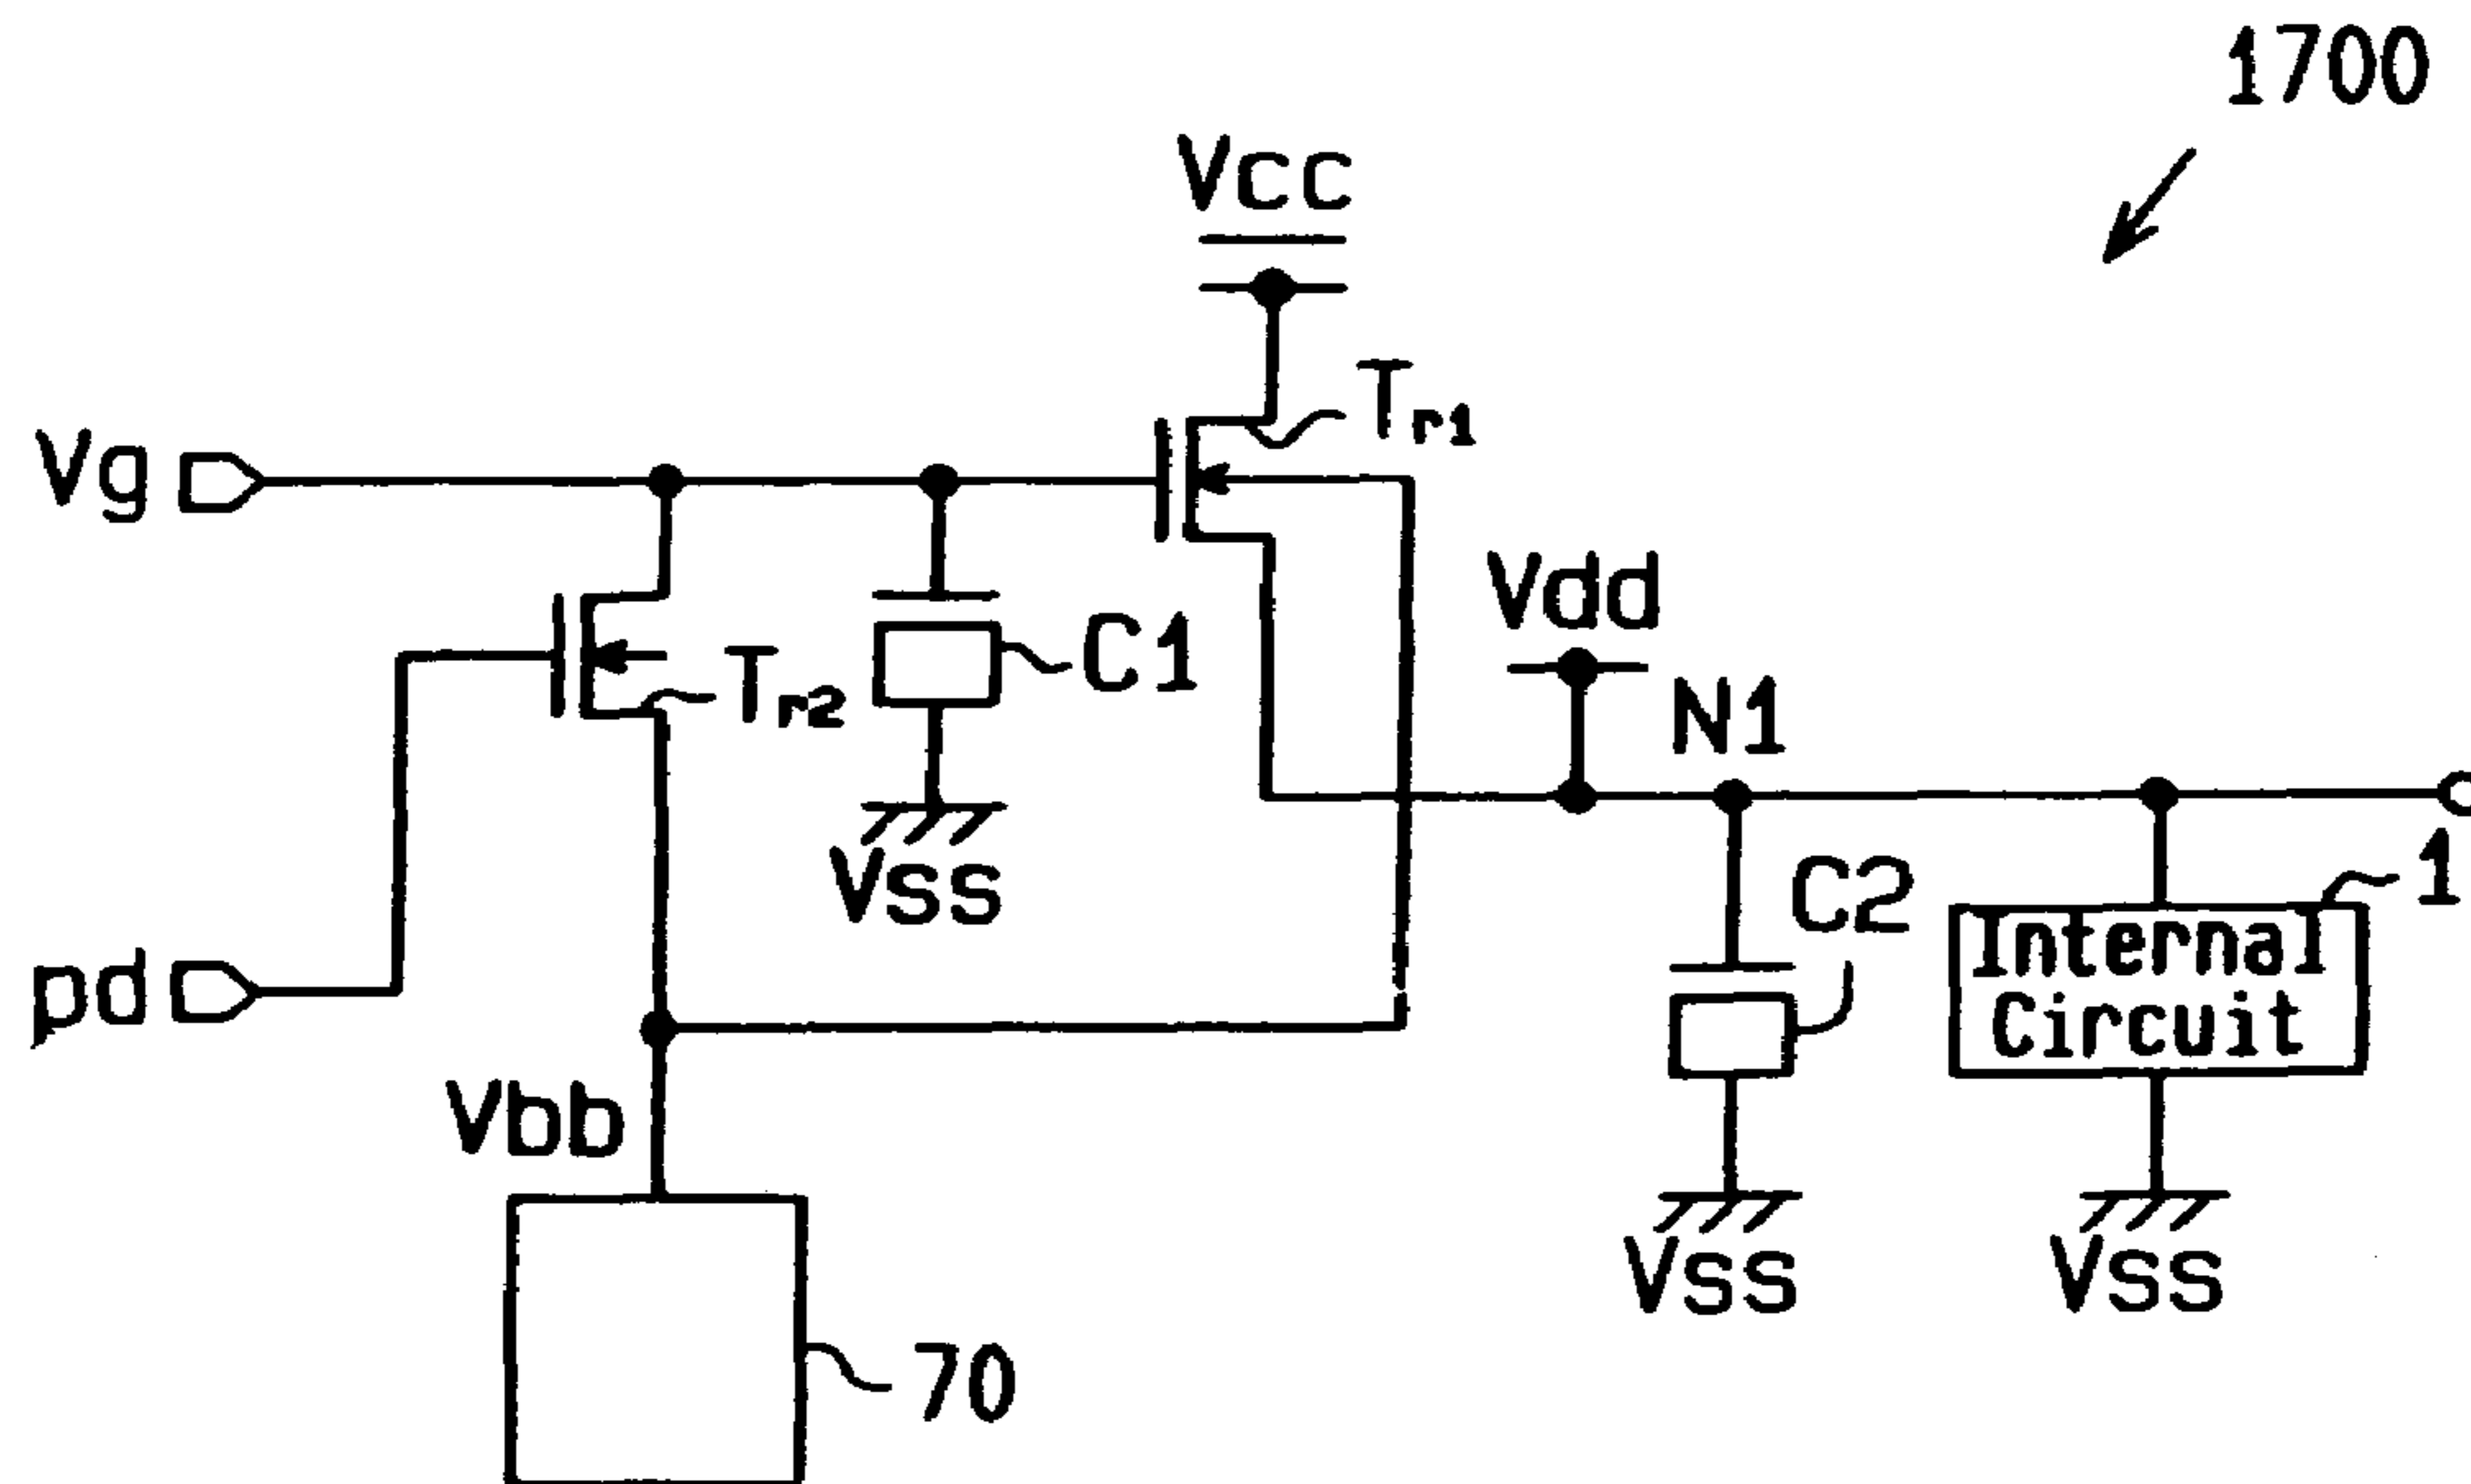 1700
Vcc
Tr1
Vg
Vdd
C1
Tr2
N1
Vss
C2
1
pd
Internal
Circuit
Vbb
Vss
Vss
70